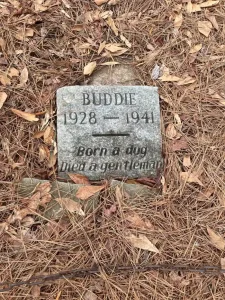 BUDDIE
1928 — 1941
Born a dog
Died a gentleman